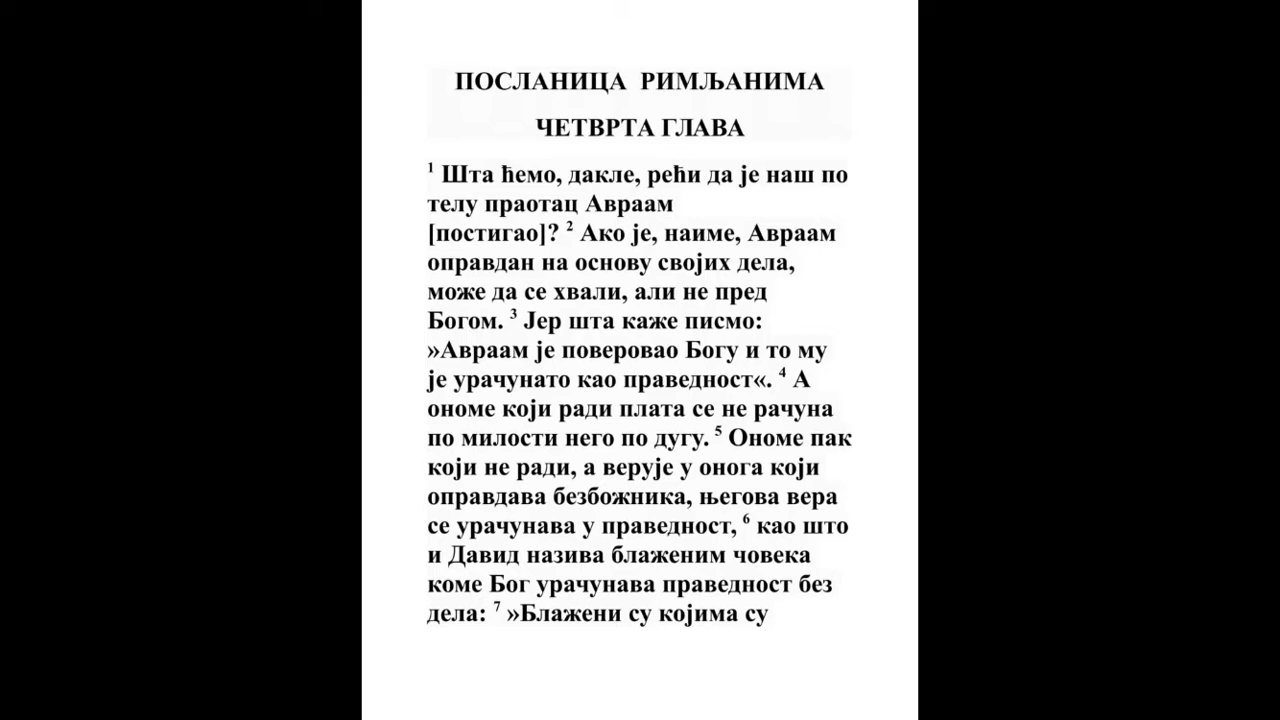 ПОСЛАНИЦА РИМЉАНИМА
ЧЕТВРТА ГЛАВА
1 Шта ћемо, дакле, рећи да је наш по
телу праотац Авраам
[постигао]? 2 Ако је, наиме, Авраам
оправдан на основу својих дела,
може да се хвали, али не пред
Богом. 3 Јер шта каже писмо:
»Авраам је поверовао Богу и то му
је урачунато као праведност«. 4 А
ономе који ради плата се не рачуна
по милости него по дугу. 5 Ономе пак
који не ради, а верује у онога који
оправдава безбожника, његова вера
се урачунава у праведност, 6 као што
и Давид назива блаженим човека
коме Бог урачунава праведност без
дела: 7 »Блажени су којима су